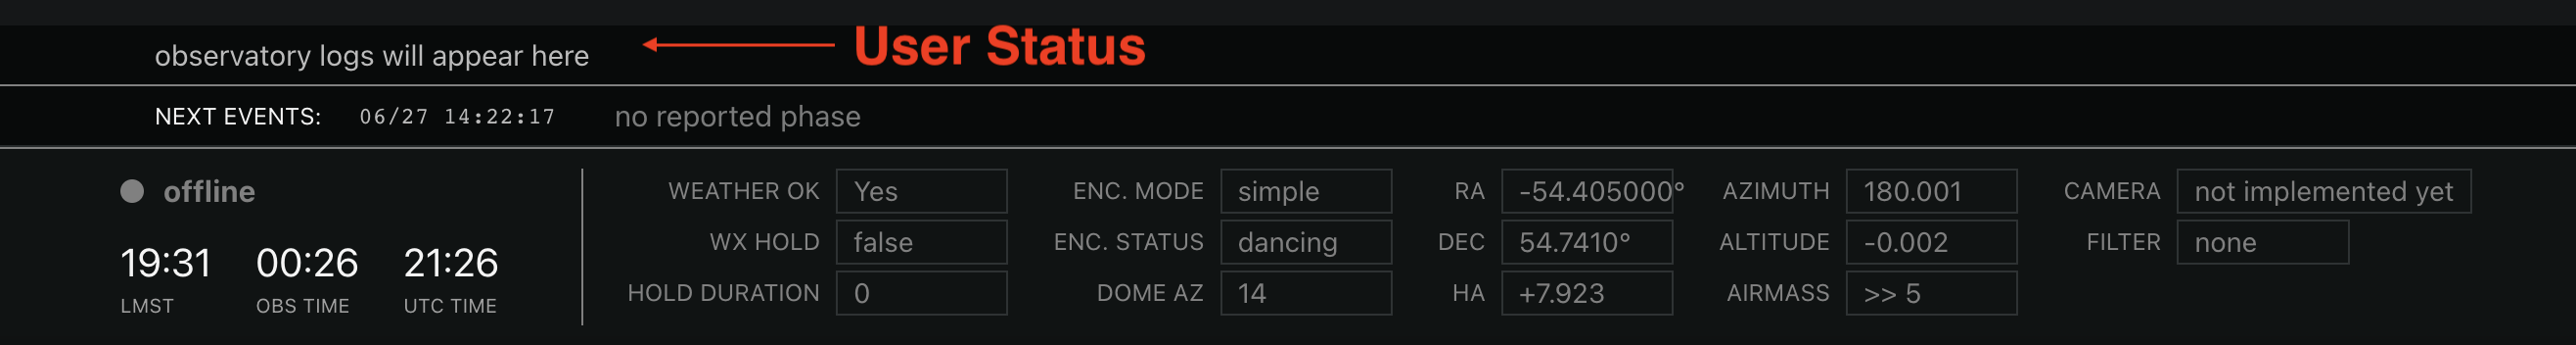 observatory logs will appear here User Status
NEXT EVENTS: 06/27 14:22:17 no reported phase
offline
19:31 00:26 21:26
LMST OBS TIME UTC TIME
WEATHER OK Yes ENC. MODE simple RA -54.405000° AZIMUTH 180.001 CAMERA not implemented yet
WX HOLD false ENC. STATUS dancing DEC 54.7410° ALTITUDE -0.002 FILTER none
HOLD DURATION 0 DOME AZ 14 HA +7.923 AIRMASS >> 5